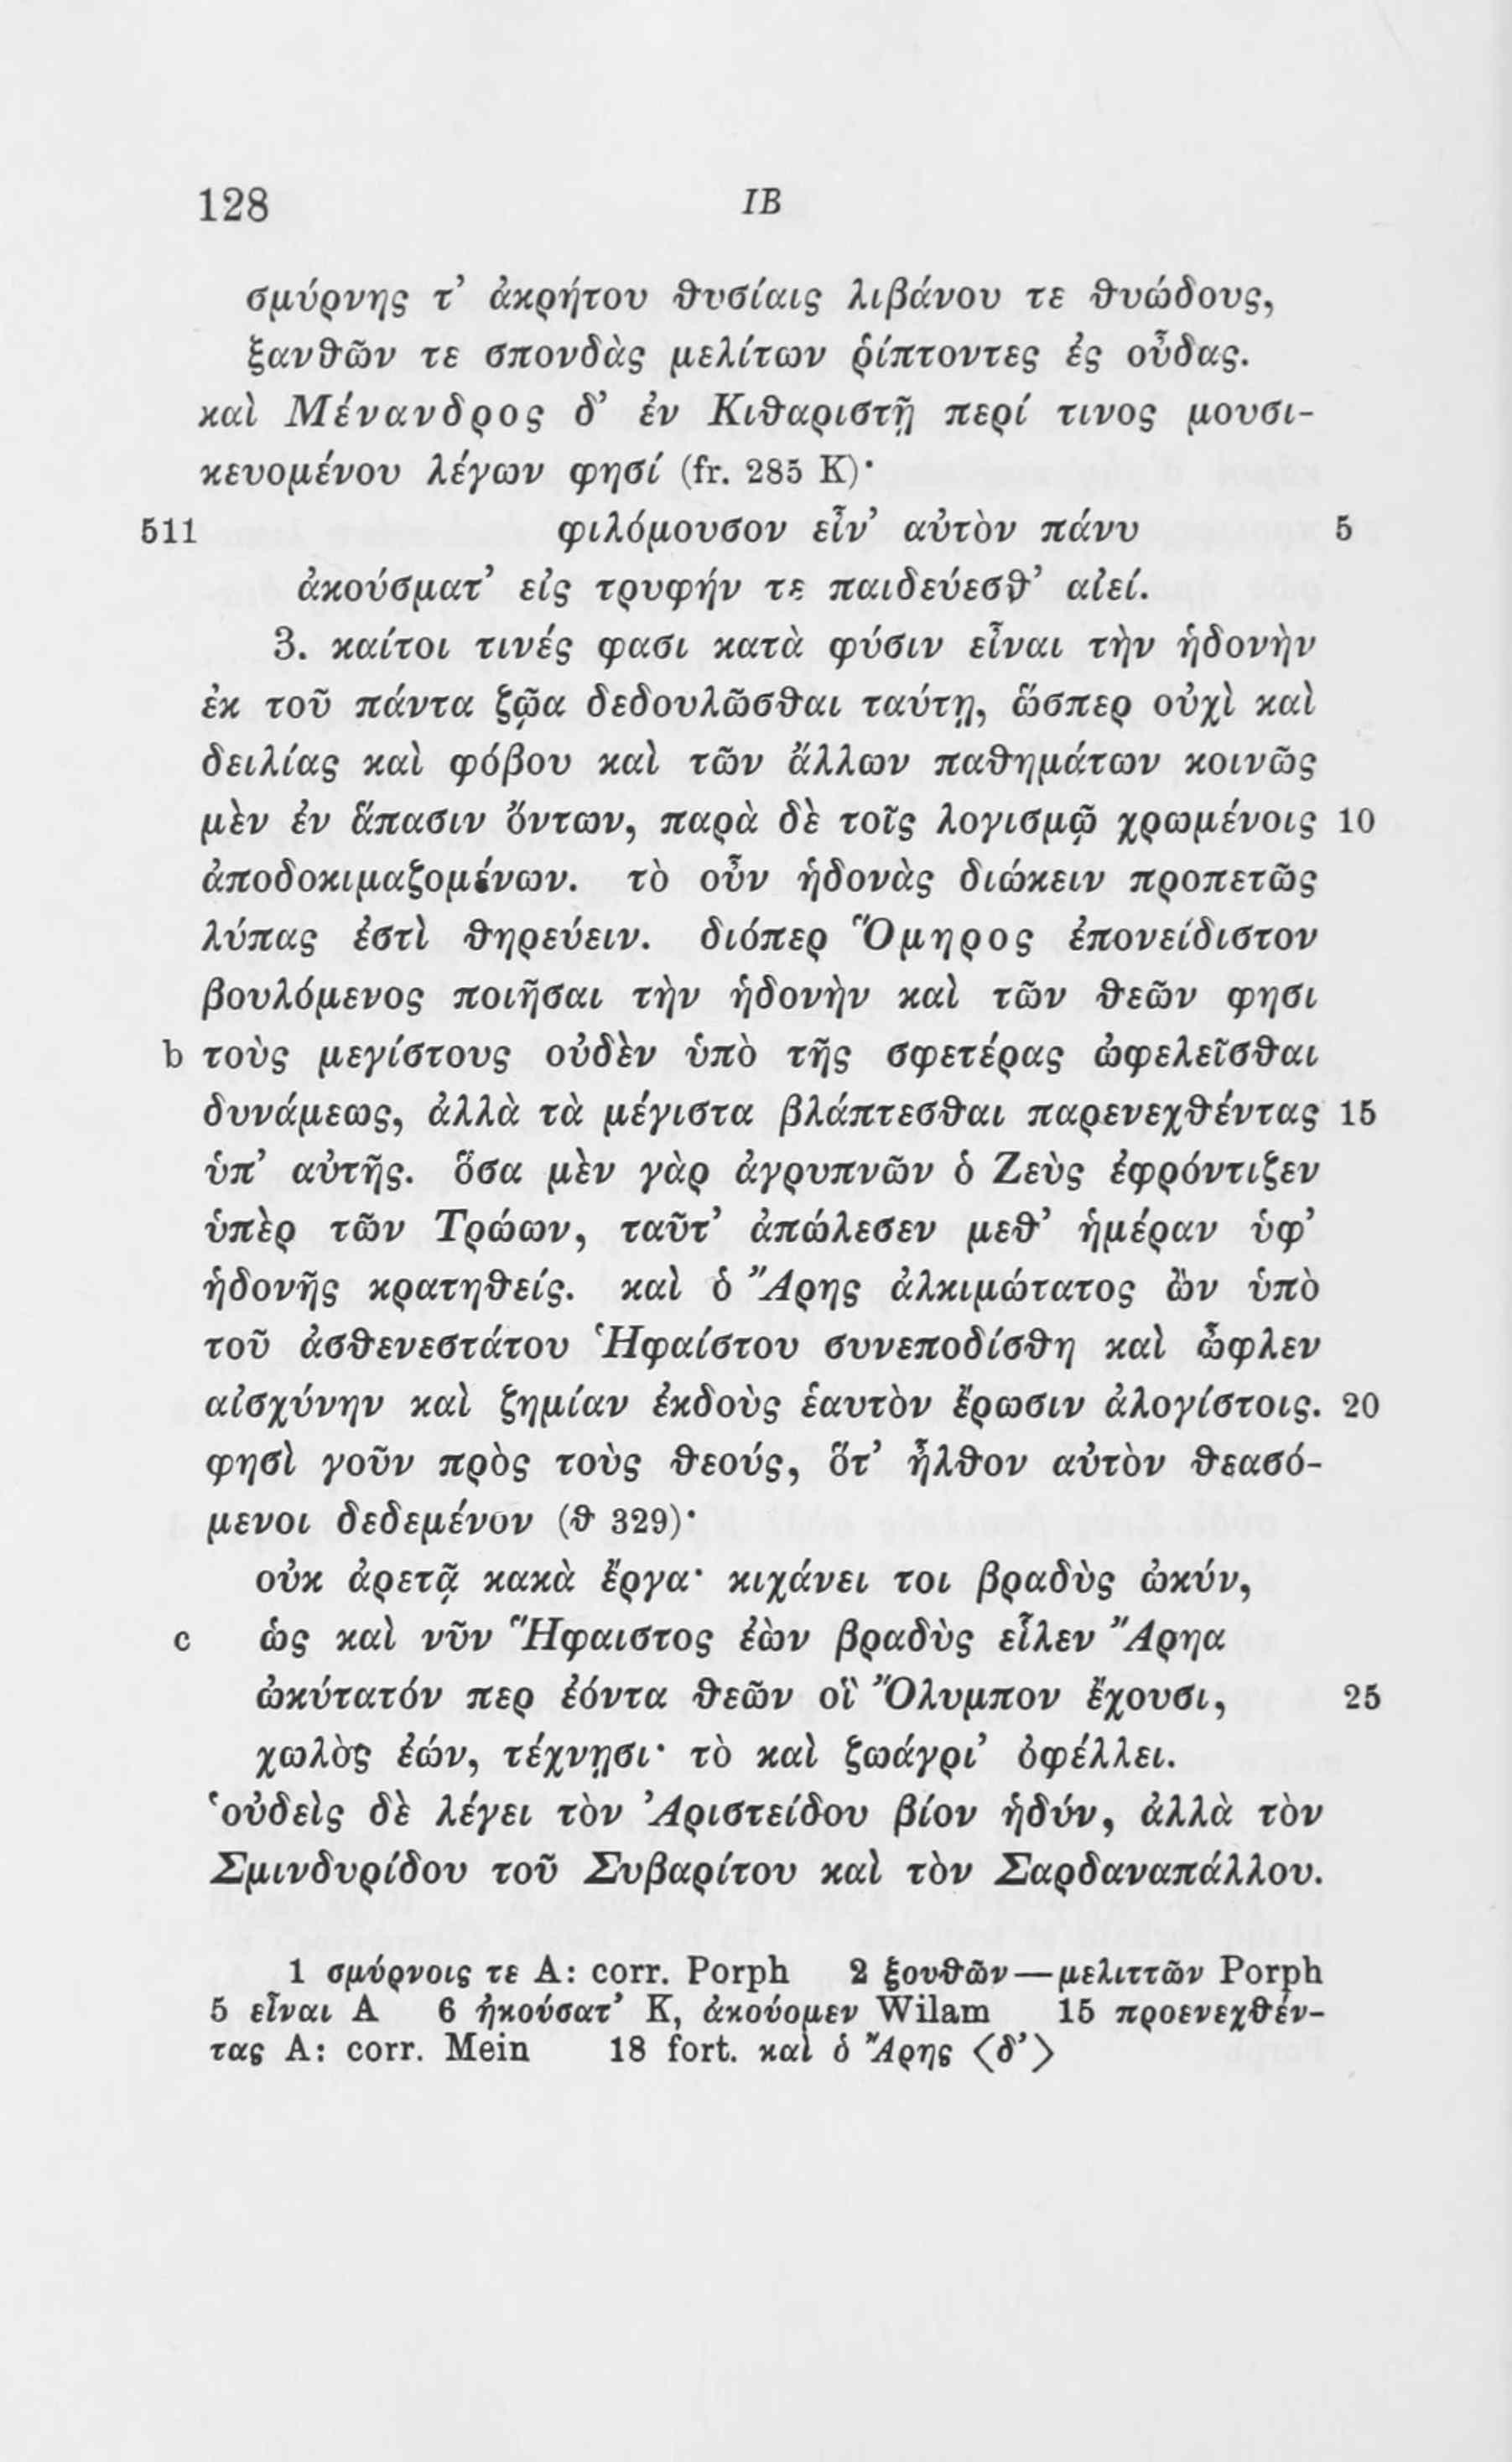 128 IB
σμύρνης τ’ ἀκρήτου θυσίαις λιβάνου τε θυώδους,
ξανθῶν τε σπονδὰς μελίτων ῥίπτοντες ἐς οὖδας.
καὶ Μένανδρος δ’ ἐν Κιθαριστῇ περί τινος μουσι-
κευομένου λέγων φησί (fr. 285 K)·
511 φιλόμουσον εἶν’ αὐτὸν πάνυ 5
ἀκούσματ’ εἰς τρυφήν τε παιδεύεσθ’ αἰεί.
3. καίτοι τινές φασι κατὰ φύσιν εἶναι τὴν ἡδονὴν
ἐκ τοῦ πάντα ζῷα δεδουλῶσθαι ταύτῃ, ὥσπερ οὐχὶ καὶ
δειλίας καὶ φόβου καὶ τῶν ἄλλων παθημάτων κοινῶς
μὲν ἐν ἅπασιν ὄντων, παρὰ δὲ τοῖς λογισμῷ χρωμένοις 10
ἀποδοκιμαζομένων. τὸ οὖν ἡδονὰς διώκειν προπετῶς
λύπας ἐστὶ θηρεύειν. διόπερ Ὅμηρος ἐπονείδιστον
βουλόμενος ποιῆσαι τὴν ἡδονὴν καὶ τῶν θεῶν φησι
b τοὺς μεγίστους οὐδὲν ὑπὸ τῆς σφετέρας ὠφελεῖσθαι
δυνάμεως, ἀλλὰ τὰ μέγιστα βλάπτεσθαι παρενεχθέντας 15
ὑπ’ αὐτῆς. ὅσα μὲν γὰρ ἀγρυπνῶν ὁ Ζεὺς ἐφρόντιζεν
ὑπὲρ τῶν Τρώων, ταῦτ’ ἀπώλεσεν μεθ’ ἡμέραν ὑφ’
ἡδονῆς κρατηθείς. καὶ ὁ Ἄρης ἀλκιμώτατος ὢν ὑπὸ
τοῦ ἀσθενεστάτου Ἡφαίστου συνεποδίσθη καὶ ὦφλεν
αἰσχύνην καὶ ζημίαν ἐκδοὺς ἑαυτὸν ἔρωσιν ἀλογίστοις. 20
φησὶ γοῦν πρὸς τοὺς θεούς, ὅτ’ ἦλθον αὐτὸν θεασό-
μενοι δεδεμένον (θ 329)·
οὐκ ἀρετᾷ κακὰ ἔργα· κιχάνει τοι βραδὺς ὠκύν,
c ὡς καὶ νῦν Ἥφαιστος ἐὼν βραδὺς εἷλεν Ἄρηα
ὠκύτατόν περ ἐόντα θεῶν οἳ Ὄλυμπον ἔχουσι, 25
χωλὸς ἐών, τέχνῃσι· τὸ καὶ ζωάγρι’ ὀφέλλει.
‘οὐδεὶς δὲ λέγει τὸν Ἀριστείδου βίον ἡδύν, ἀλλὰ τὸν
Σμινδυρίδου τοῦ Συβαρίτου καὶ τὸν Σαρδαναπάλλου.
1 σμύρνοις τε A: corr. Porph 2 ξουθῶν—μελιττῶν Porph
5 εἶναι A 6 ἠκούσατ’ K, ἀκούομεν Wilam 15 προενεχθέν-
τας A: corr. Mein 18 fort. καὶ ὁ Ἄρης ⟨δ’⟩